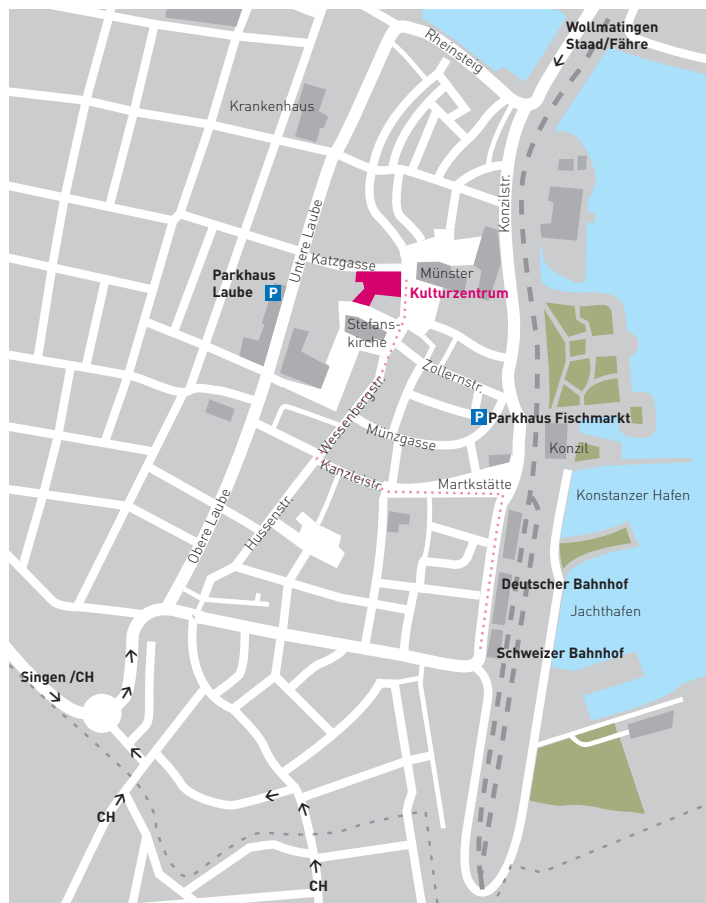 Wollmatingen
Staad/Fähre
Rheinsteig
Krankenhaus
Konzilstr.
Untere Laube
Katzgasse
Münster
Parkhaus
Laube P
Kulturzentrum
Stefans-
kirche
Zollernstr.
Wessenbergstr.
P Parkhaus Fischmarkt
Münzgasse
Konzil
Kanzleistr.
Martkstätte
Konstanzer Hafen
Obere Laube
Hussenstr.
Deutscher Bahnhof
Jachthafen
Schweizer Bahnhof
Singen /CH
CH
CH